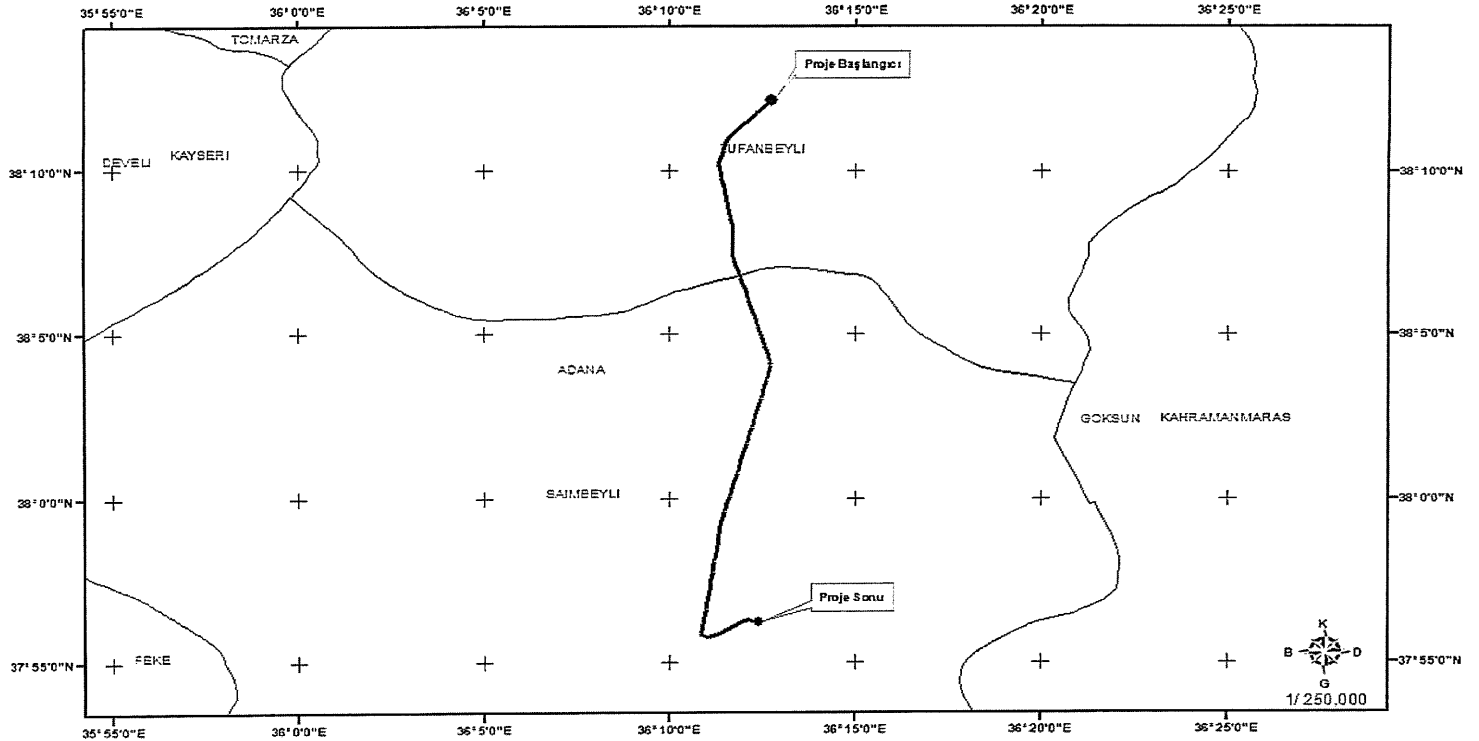 35°55'0"E 36°0'0"E 36°5'0"E 36°10'0"E 36°15'0"E 36°20'0"E 36°25'0"E
TOMARZA
Proje Başlangıcı
DEVELI KAYSERI
UFANBEYLI
38°10'0"N 38°10'0"N
38°5'0"N 38°5'0"N
ADANA
GOKSUN KAHRAMANMARAS
SAIMBEYLI
38°0'0"N 38°0'0"N
Proje Sonu
K
B D
G
FEKE
37°55'0"N 37°55'0"N
1/250,000
35°55'0"E 36°0'0"E 36°5'0"E 36°10'0"E 36°15'0"E 36°20'0"E 36°25'0"E